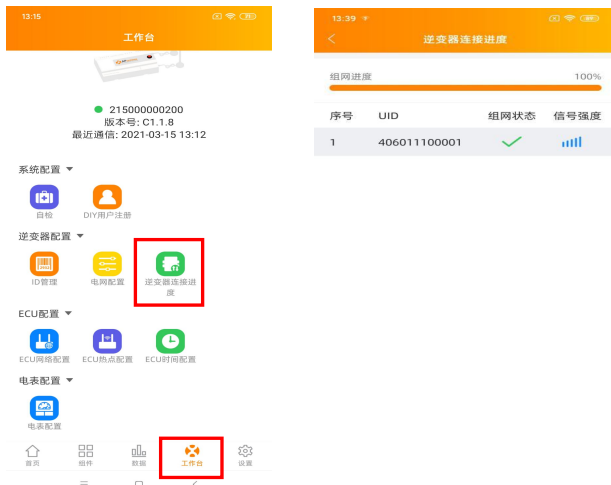 13:15
工作台
215000000200
版本号: C1.1.8
最近通信: 2021-03-15 13:12
系统配置
自检
DIY用户注册
逆变器配置
ID管理
电网配置
逆变器连接进
度
ECU配置
ECU网络配置
ECU热点配置
ECU时间配置
电表配置
电表配置
首页
组件
数据
工作台
设置
13:39
逆变器连接进度
组网进度
100%
序号 UID 组网状态 信号强度
1 406011100001